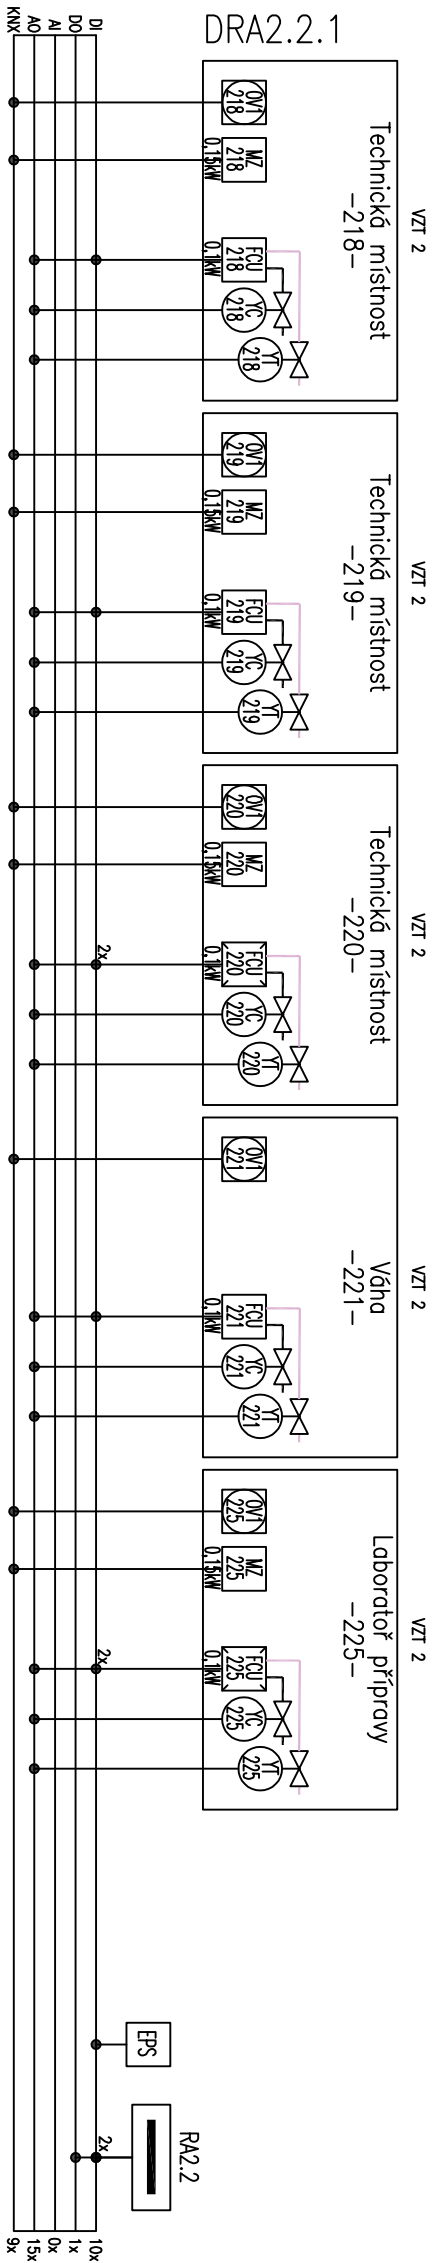 DRA2.2.1
VZT 2
Technická místnost
-218-
OV1
218
MZ
218
0,15kW
FCU
218
0,1kW
YC
218
YT
218
VZT 2
Technická místnost
-219-
OV1
219
MZ
219
0,15kW
FCU
219
0,1kW
YC
219
YT
219
VZT 2
Technická místnost
-220-
OV1
220
MZ
220
0,15kW
FCU
220
0,1kW
2x
YC
220
YT
220
VZT 2
Váha
-221-
OV1
221
FCU
221
0,1kW
YC
221
YT
221
VZT 2
Laboratoř přípravy
-225-
OV1
225
MZ
225
0,15kW
FCU
225
0,1kW
2x
YC
225
YT
225
EPS
RA2.2
2x
DI
DO
AI
AO
KNX
10x
1x
0x
15x
9x